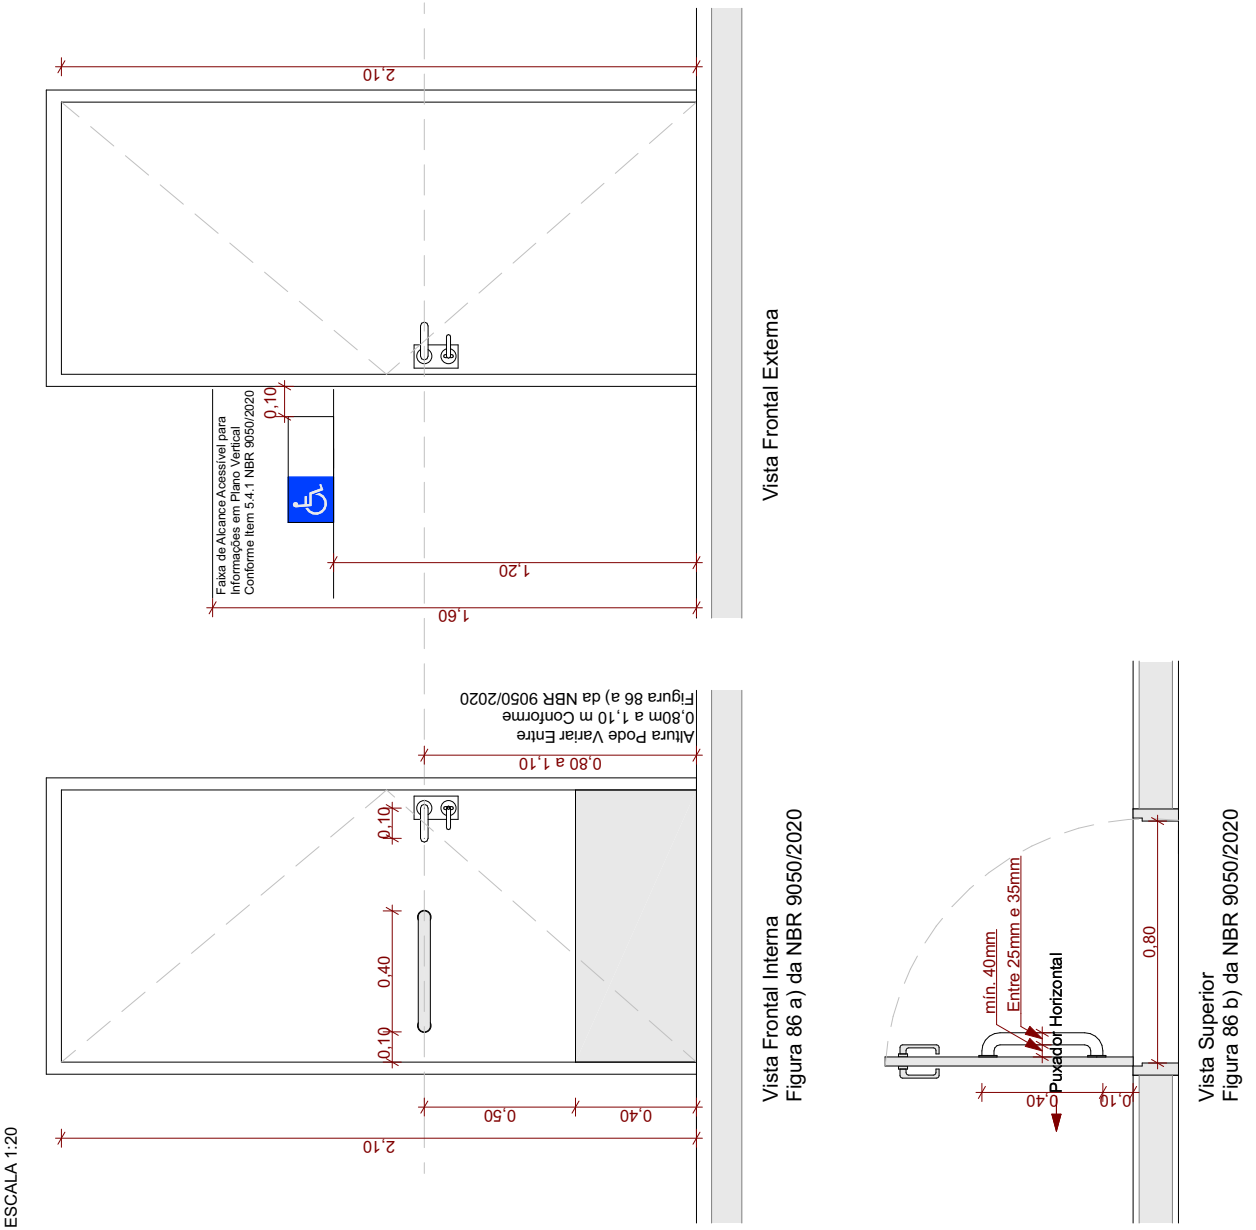 ESCALA 1:20
2,10
0,40
0,50
0,10
0,40
0,10
0,80 a 1,10
Altura Pode Variar Entre
0,80m a 1,10 m Conforme
Figura 86 a) da NBR 9050/2020
Vista Frontal Interna
Figura 86 a) da NBR 9050/2020
2,10
1,60
1,20
0,10
Faixa de Alcance Acessível para
Informações em Plano Vertical
Conforme Item 5.4.1 NBR 9050/2020
Vista Frontal Externa
mín. 40mm
Entre 25mm e 35mm
Puxador Horizontal
0,40
0,10
0,80
Vista Superior
Figura 86 b) da NBR 9050/2020